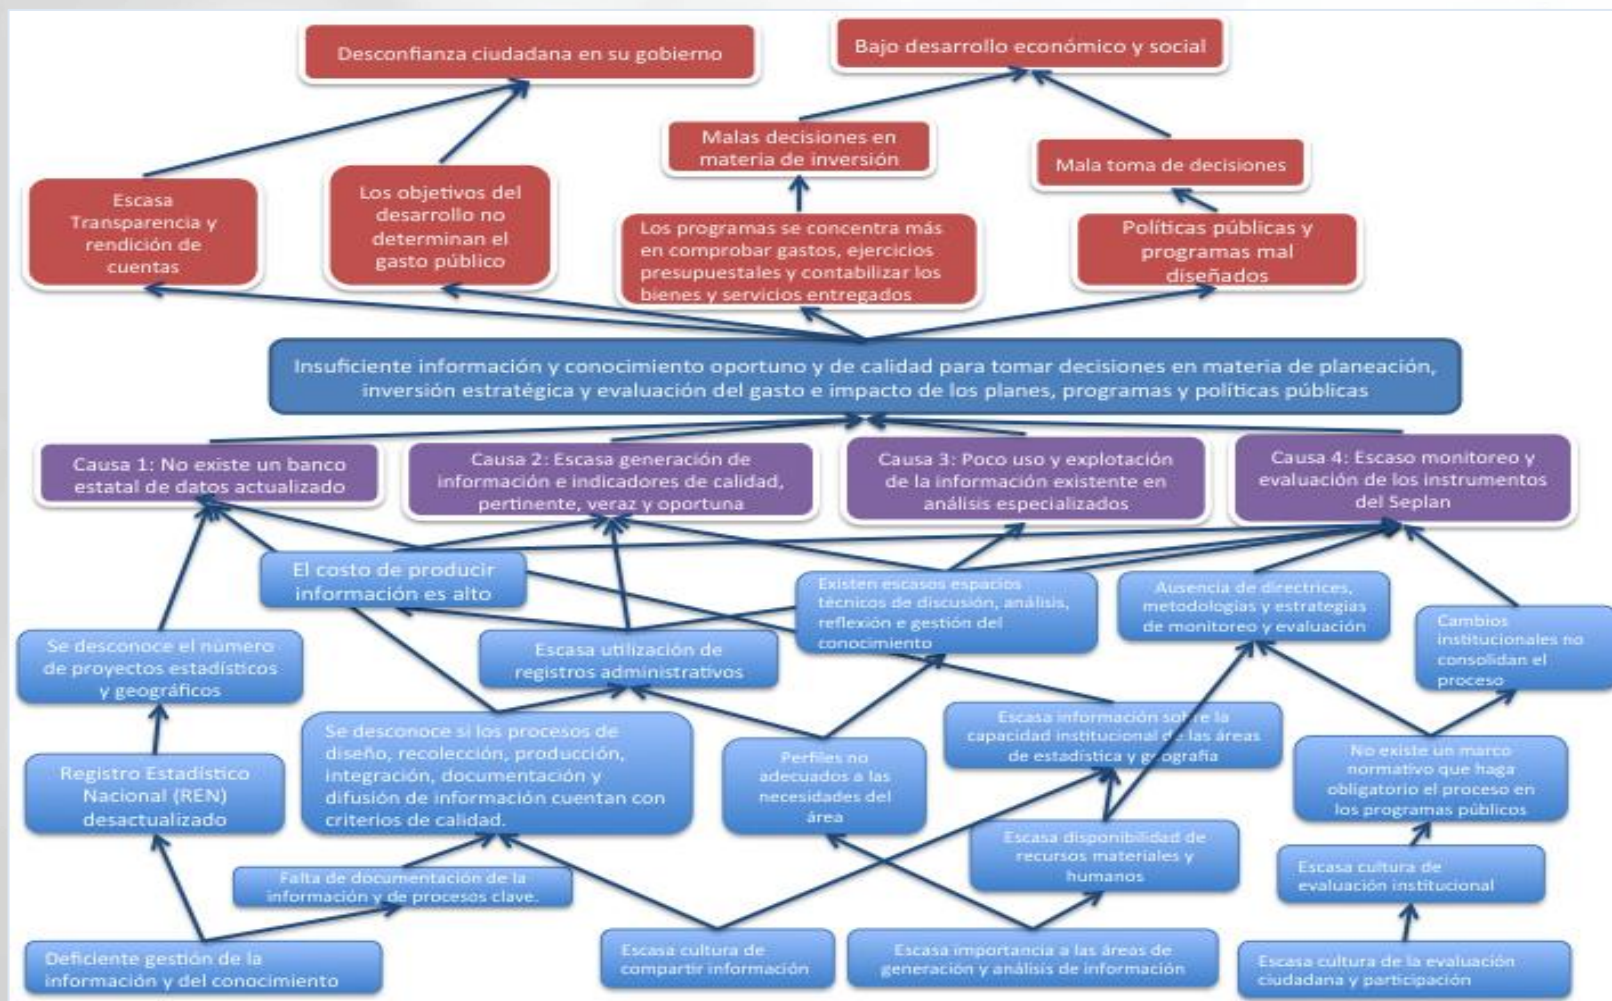 Desconfianza ciudadana en su gobierno
Bajo desarrollo económico y social
Malas decisiones en
materia de inversión
Mala toma de decisiones
Escasa
Transparencia y
rendición de
cuentas
Los objetivos del
desarrollo no
determinan el
gasto público
Los programas se concentra más
en comprobar gastos, ejercicios
presupuestales y contabilizar los
bienes y servicios entregados
Políticas públicas y
programas mal
diseñados
Insuficiente información y conocimiento oportuno y de calidad para tomar decisiones en materia de planeación,
inversión estratégica y evaluación del gasto e impacto de los planes, programas y políticas públicas
Causa 1: No existe un banco
estatal de datos actualizado
Causa 2: Escasa generación de
información e indicadores de calidad,
pertinente, veraz y oportuna
Causa 3: Poco uso y explotación
de la información existente en
análisis especializados
Causa 4: Escaso monitoreo y
evaluación de los instrumentos
del Seplan
El costo de producir
información es alto
Existen escasos espacios
técnicos de discusión, análisis,
reflexión e gestión del
conocimiento
Ausencia de directrices,
metodologías y estrategias
de monitoreo y evaluación
Cambios
institucionales no
consolidan el
proceso
Se desconoce el número
de proyectos estadísticos
y geográficos
Escasa utilización de
registros administrativos
Se desconoce si los procesos de
diseño, recolección, producción,
integración, documentación y
difusión de información cuentan con
criterios de calidad.
Perfiles no
adecuados a las
necesidades del
área
Escasa información sobre la
capacidad institucional de las áreas
de estadística y geografía
No existe un marco
normativo que haga
obligatorio el proceso en
los programas públicos
Registro Estadístico
Nacional (REN)
desactualizado
Escasa disponibilidad de
recursos materiales y
humanos
Escasa cultura de
evaluación institucional
Falta de documentación de la
información y de procesos clave.
Deficiente gestión de la
información y del conocimiento
Escasa cultura de
compartir información
Escasa importancia a las áreas de
generación y análisis de información
Escasa cultura de la evaluación
ciudadana y participación